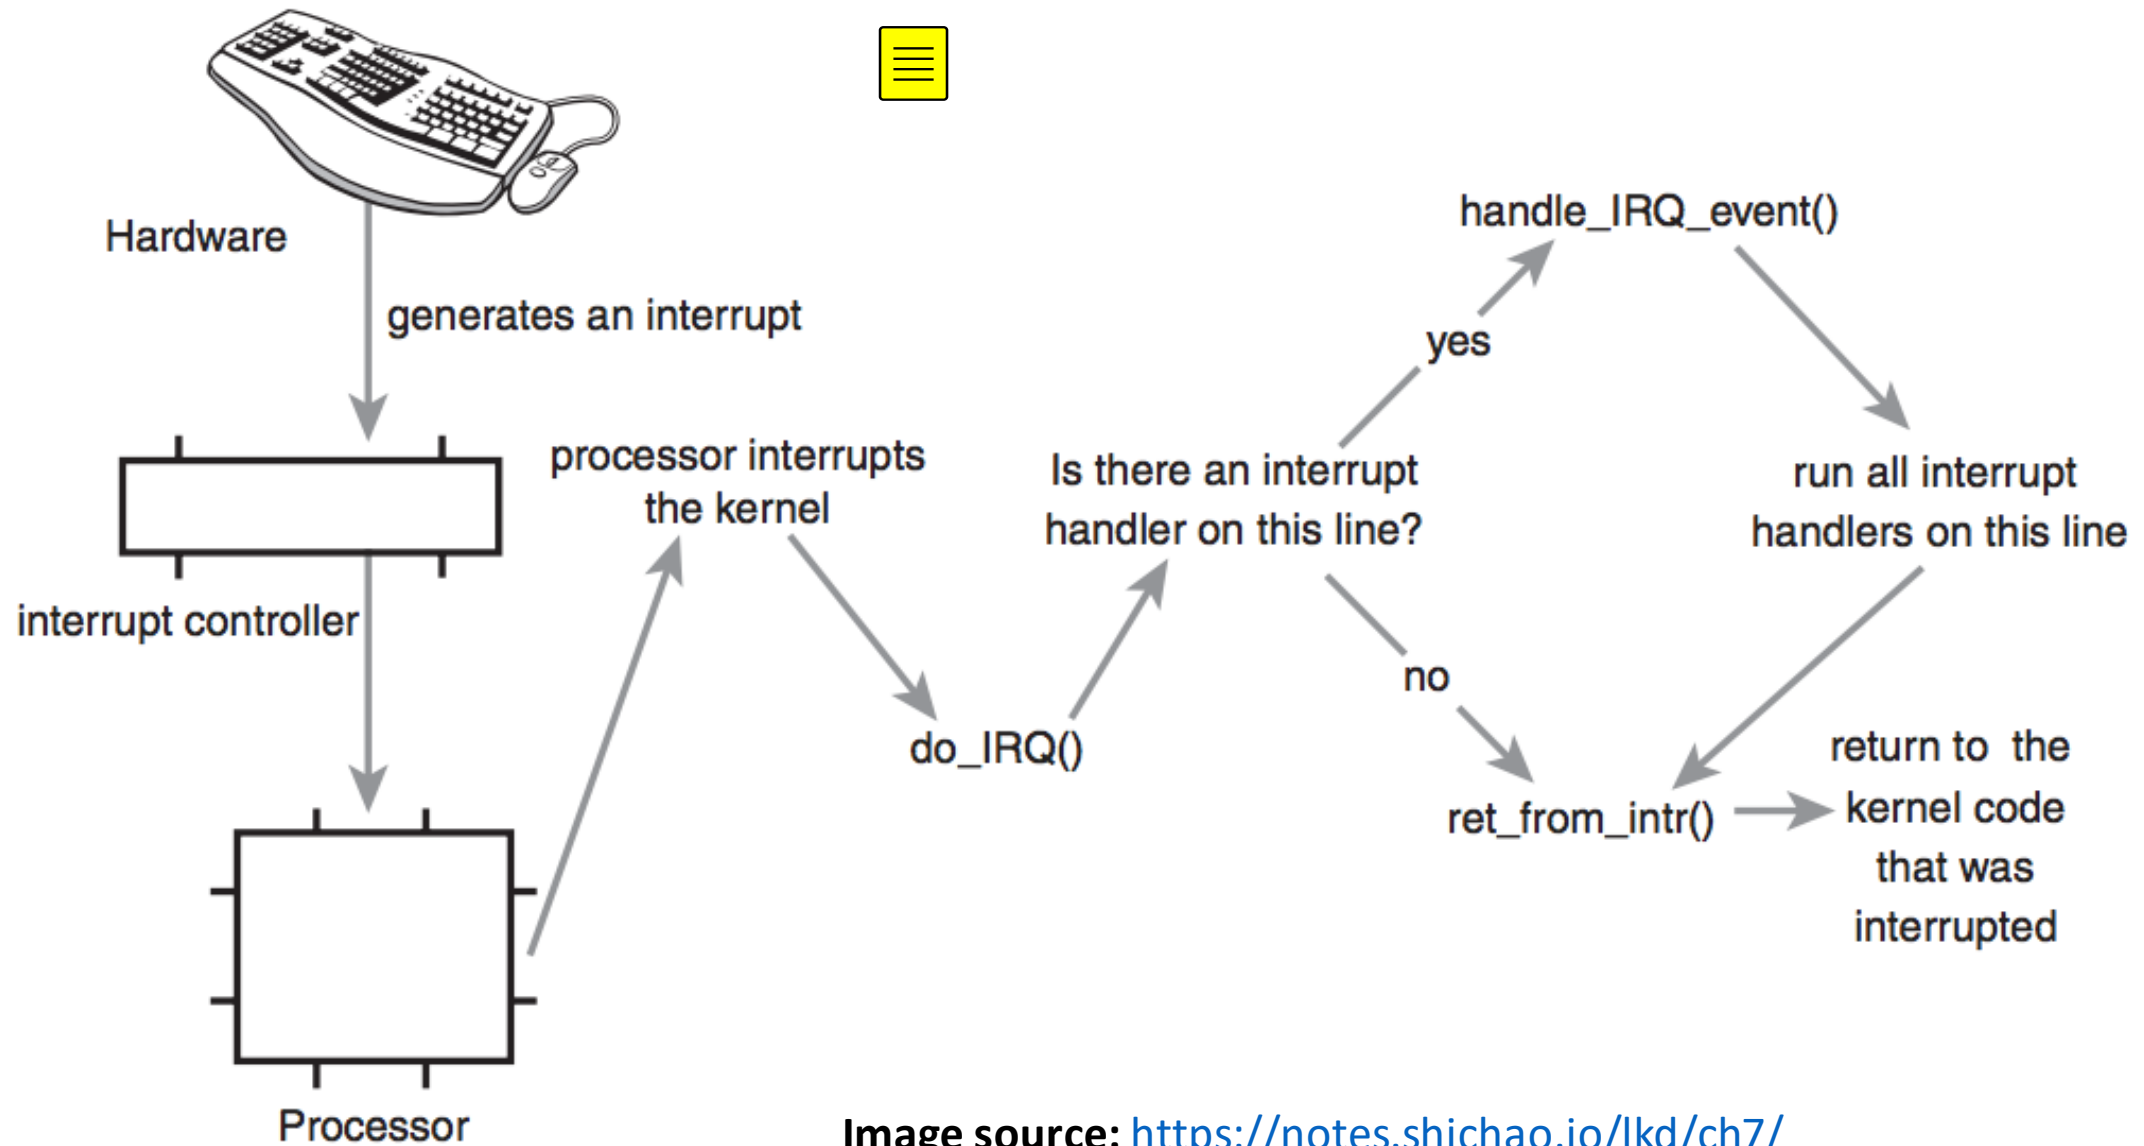 Hardware
generates an interrupt
interrupt controller
Processor
processor interrupts
the kernel
do_IRQ()
Is there an interrupt
handler on this line?
yes
no
handle_IRQ_event()
run all interrupt
handlers on this line
ret_from_intr()
return to the
kernel code
that was
interrupted
Image source: https://notes.shichao.io/lkd/ch7/